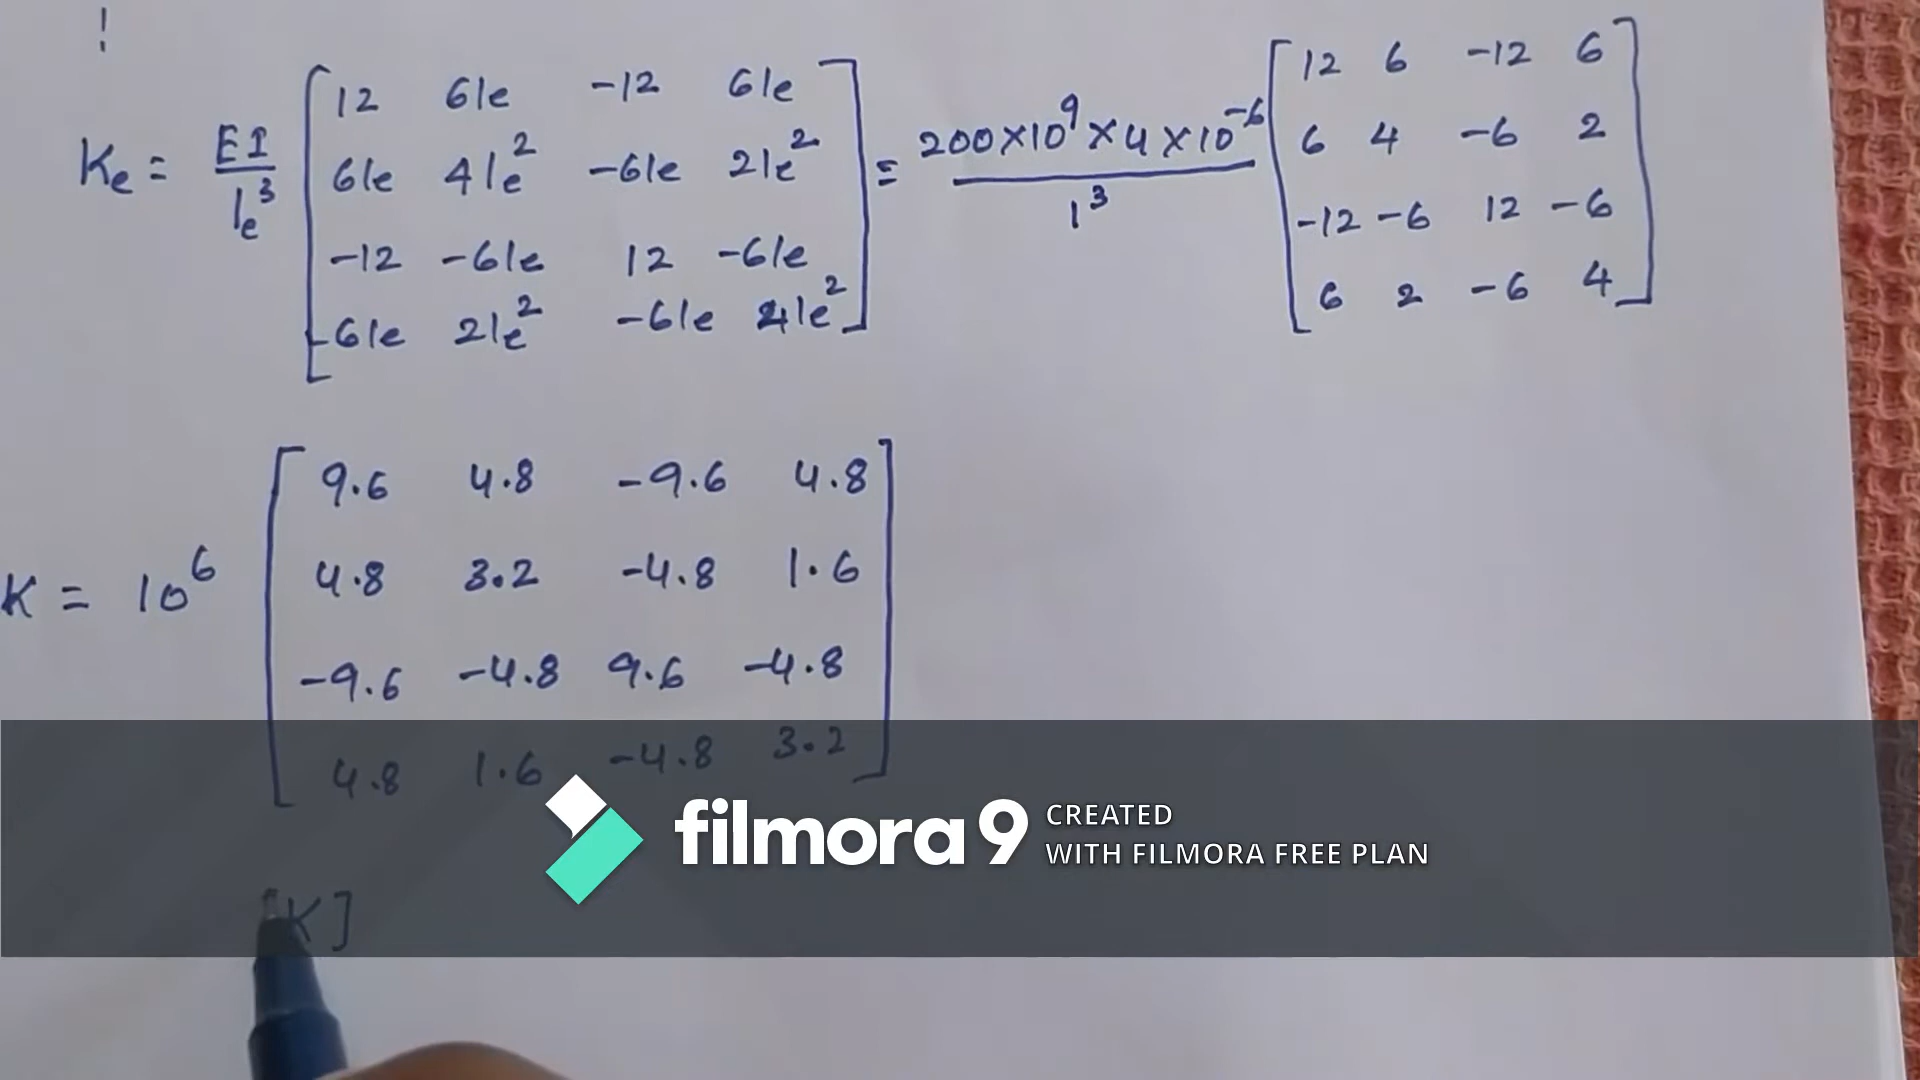 !
Ke = EI/le³ [12 6le -12 6le
6le 4le² -6le 2le²
-12 -6le 12 -6le
6le 2le² -6le 4le²] = 200×10⁹×4×10⁻⁶/1³ [12 6 -12 6
6 4 -6 2
-12 -6 12 -6
6 2 -6 4]
K = 10⁶ [9.6 4.8 -9.6 4.8
4.8 3.2 -4.8 1.6
-9.6 -4.8 9.6 -4.8
4.8 1.6 -4.8 3.2]
filmora9 CREATED
WITH FILMORA FREE PLAN
[K]